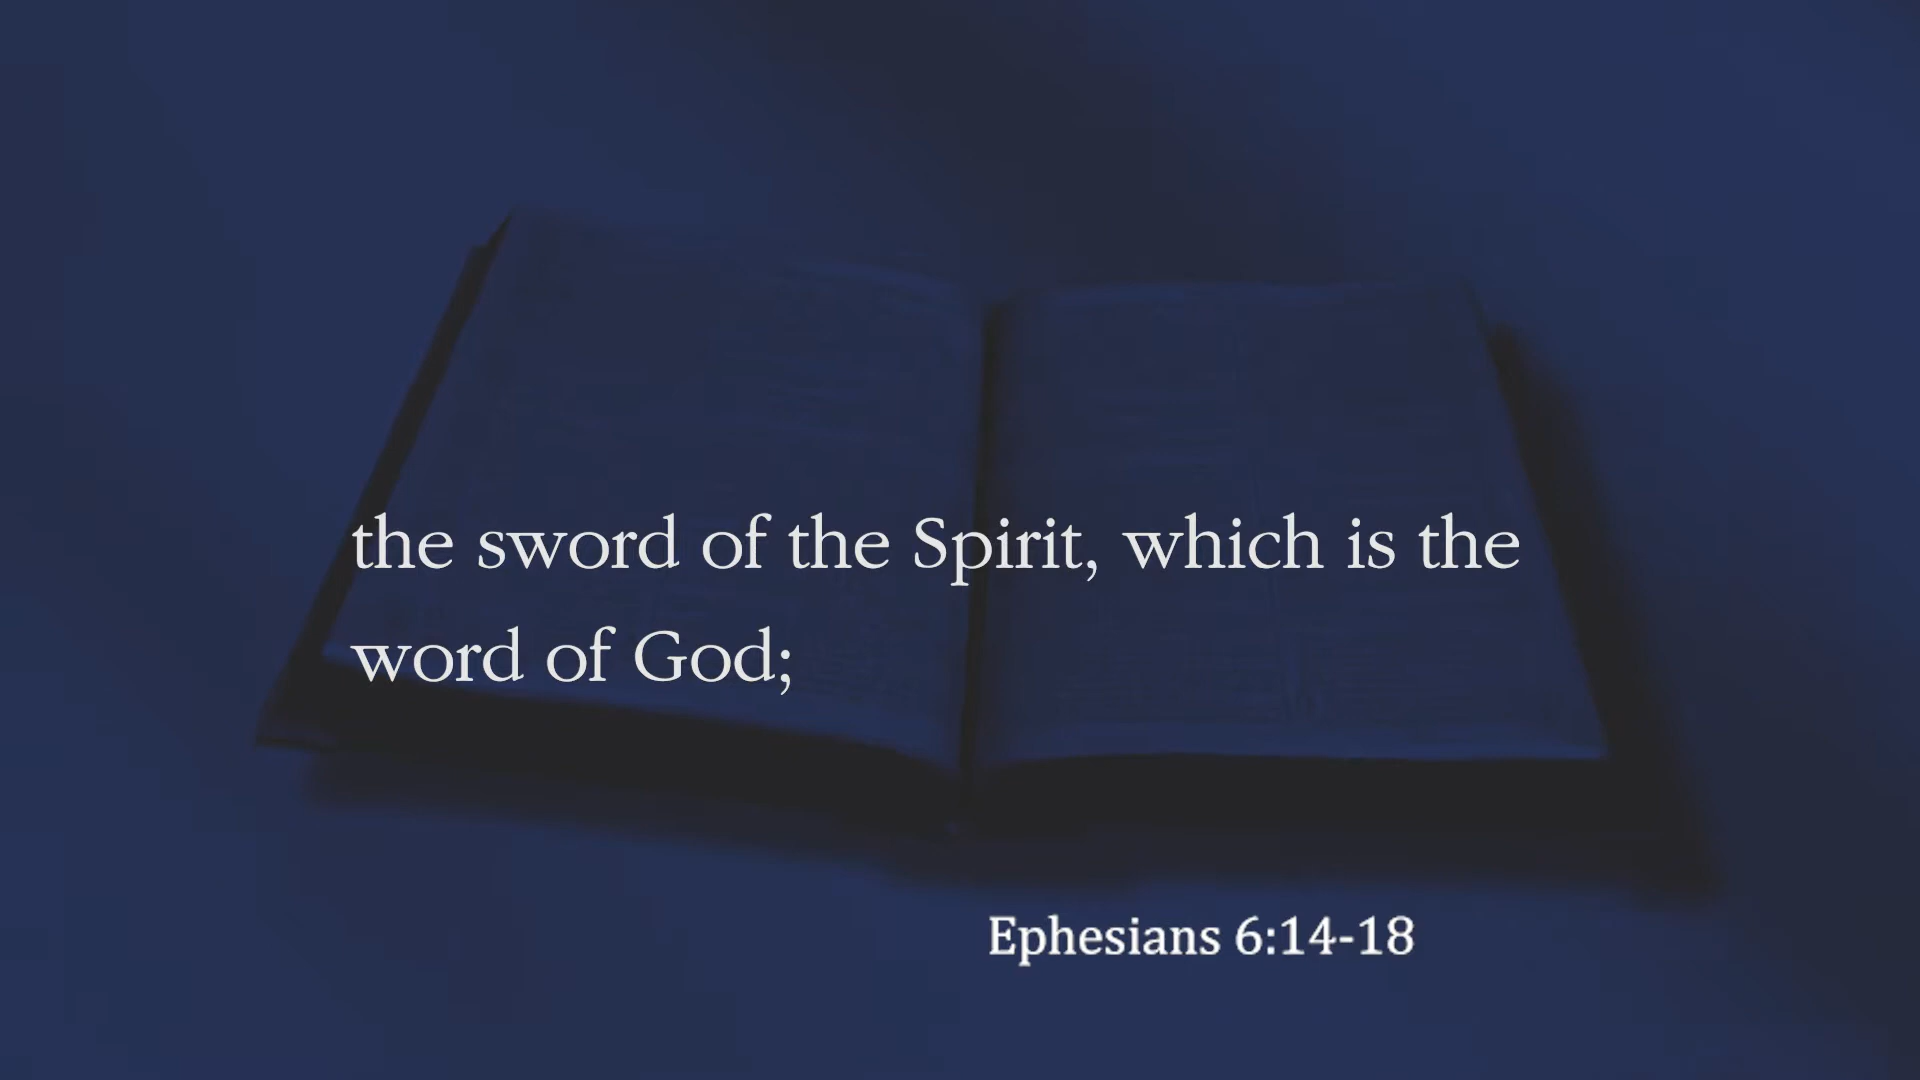 the sword of the Spirit, which is the
word of God;
Ephesians 6:14-18